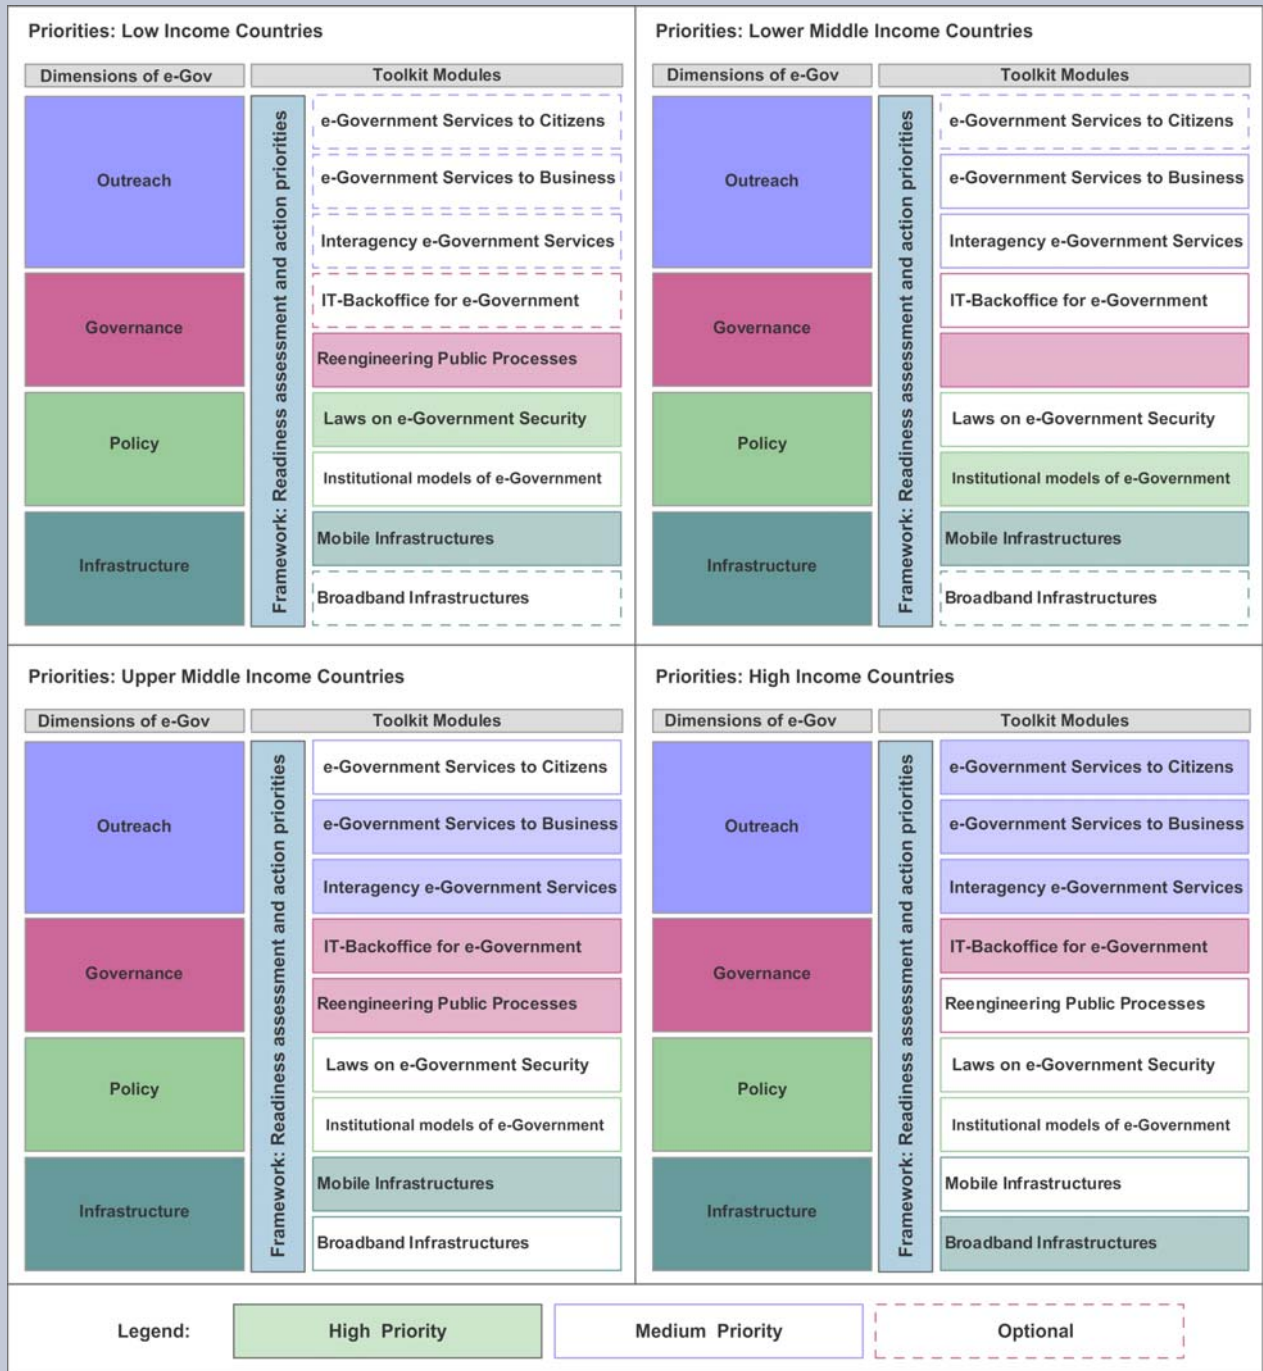 Priorities: Low Income Countries
Dimensions of e-Gov
Toolkit Modules
Outreach
Governance
Policy
Infrastructure
Framework: Readiness assessment and action priorities
e-Government Services to Citizens
e-Government Services to Business
Interagency e-Government Services
IT-Backoffice for e-Government
Reengineering Public Processes
Laws on e-Government Security
Institutional models of e-Government
Mobile Infrastructures
Broadband Infrastructures
Priorities: Lower Middle Income Countries
Dimensions of e-Gov
Toolkit Modules
Outreach
Governance
Policy
Infrastructure
Framework: Readiness assessment and action priorities
e-Government Services to Citizens
e-Government Services to Business
Interagency e-Government Services
IT-Backoffice for e-Government
Laws on e-Government Security
Institutional models of e-Government
Mobile Infrastructures
Broadband Infrastructures
Priorities: Upper Middle Income Countries
Dimensions of e-Gov
Toolkit Modules
Outreach
Governance
Policy
Infrastructure
Framework: Readiness assessment and action priorities
e-Government Services to Citizens
e-Government Services to Business
Interagency e-Government Services
IT-Backoffice for e-Government
Reengineering Public Processes
Laws on e-Government Security
Institutional models of e-Government
Mobile Infrastructures
Broadband Infrastructures
Priorities: High Income Countries
Dimensions of e-Gov
Toolkit Modules
Outreach
Governance
Policy
Infrastructure
Framework: Readiness assessment and action priorities
e-Government Services to Citizens
e-Government Services to Business
Interagency e-Government Services
IT-Backoffice for e-Government
Reengineering Public Processes
Laws on e-Government Security
Institutional models of e-Government
Mobile Infrastructures
Broadband Infrastructures
Legend:
High Priority
Medium Priority
Optional